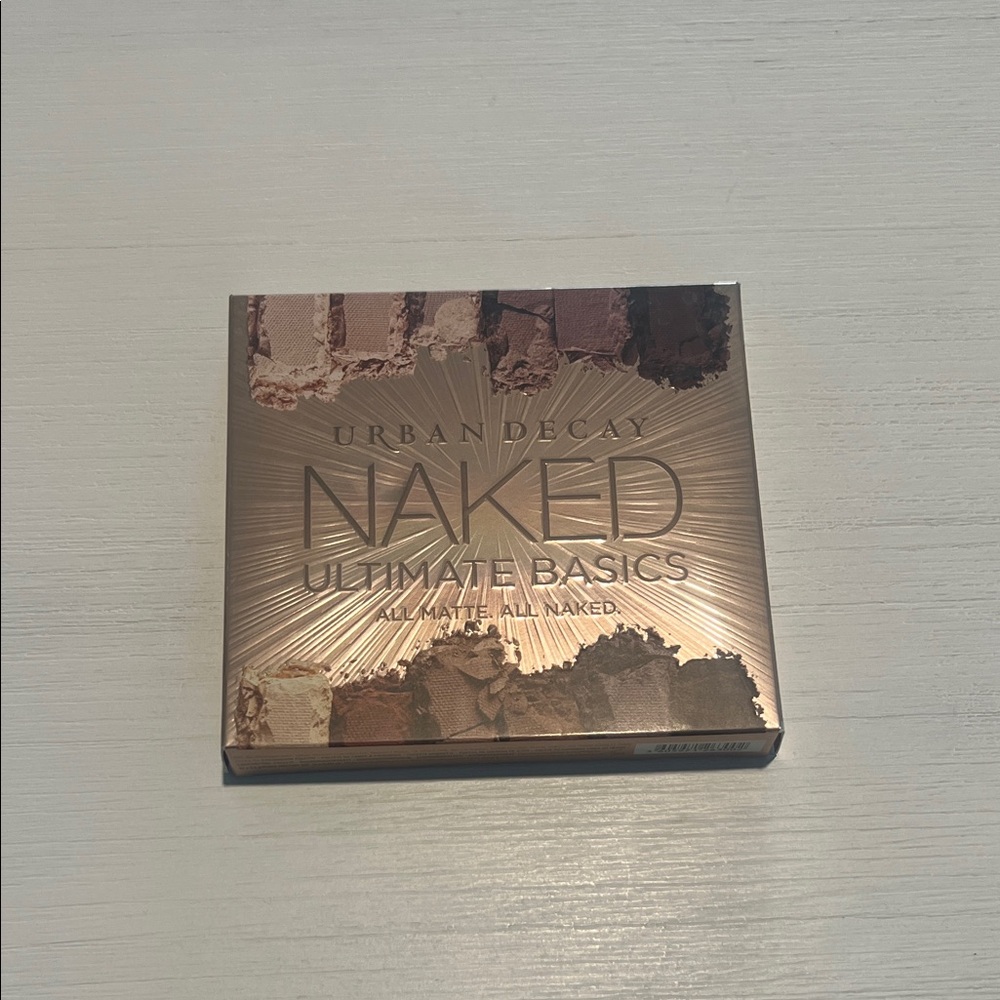 URBAN DECAY
NAKED
ULTIMATE BASICS
ALL MATTE. ALL NAKED.